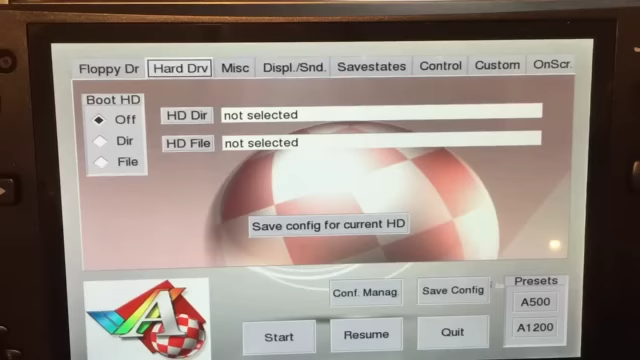 Floppy Dr Hard Drv Misc Displ./Snd. Savestates Control Custom OnScr.
Boot HD
Off
Dir
File
HD Dir not selected
HD File not selected
Save config for current HD
Conf. Manag. Save Config
Start Resume Quit
Presets
A500
A1200
A